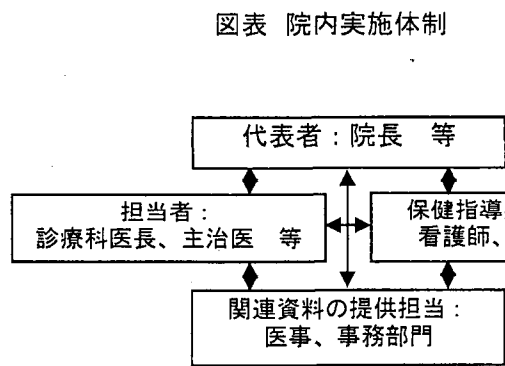 図表 院内実施体制
代表者：院長 等
担当者：
診療科医長、主治医 等
保健指導
看護師、
関連資料の提供担当：
医事、事務部門